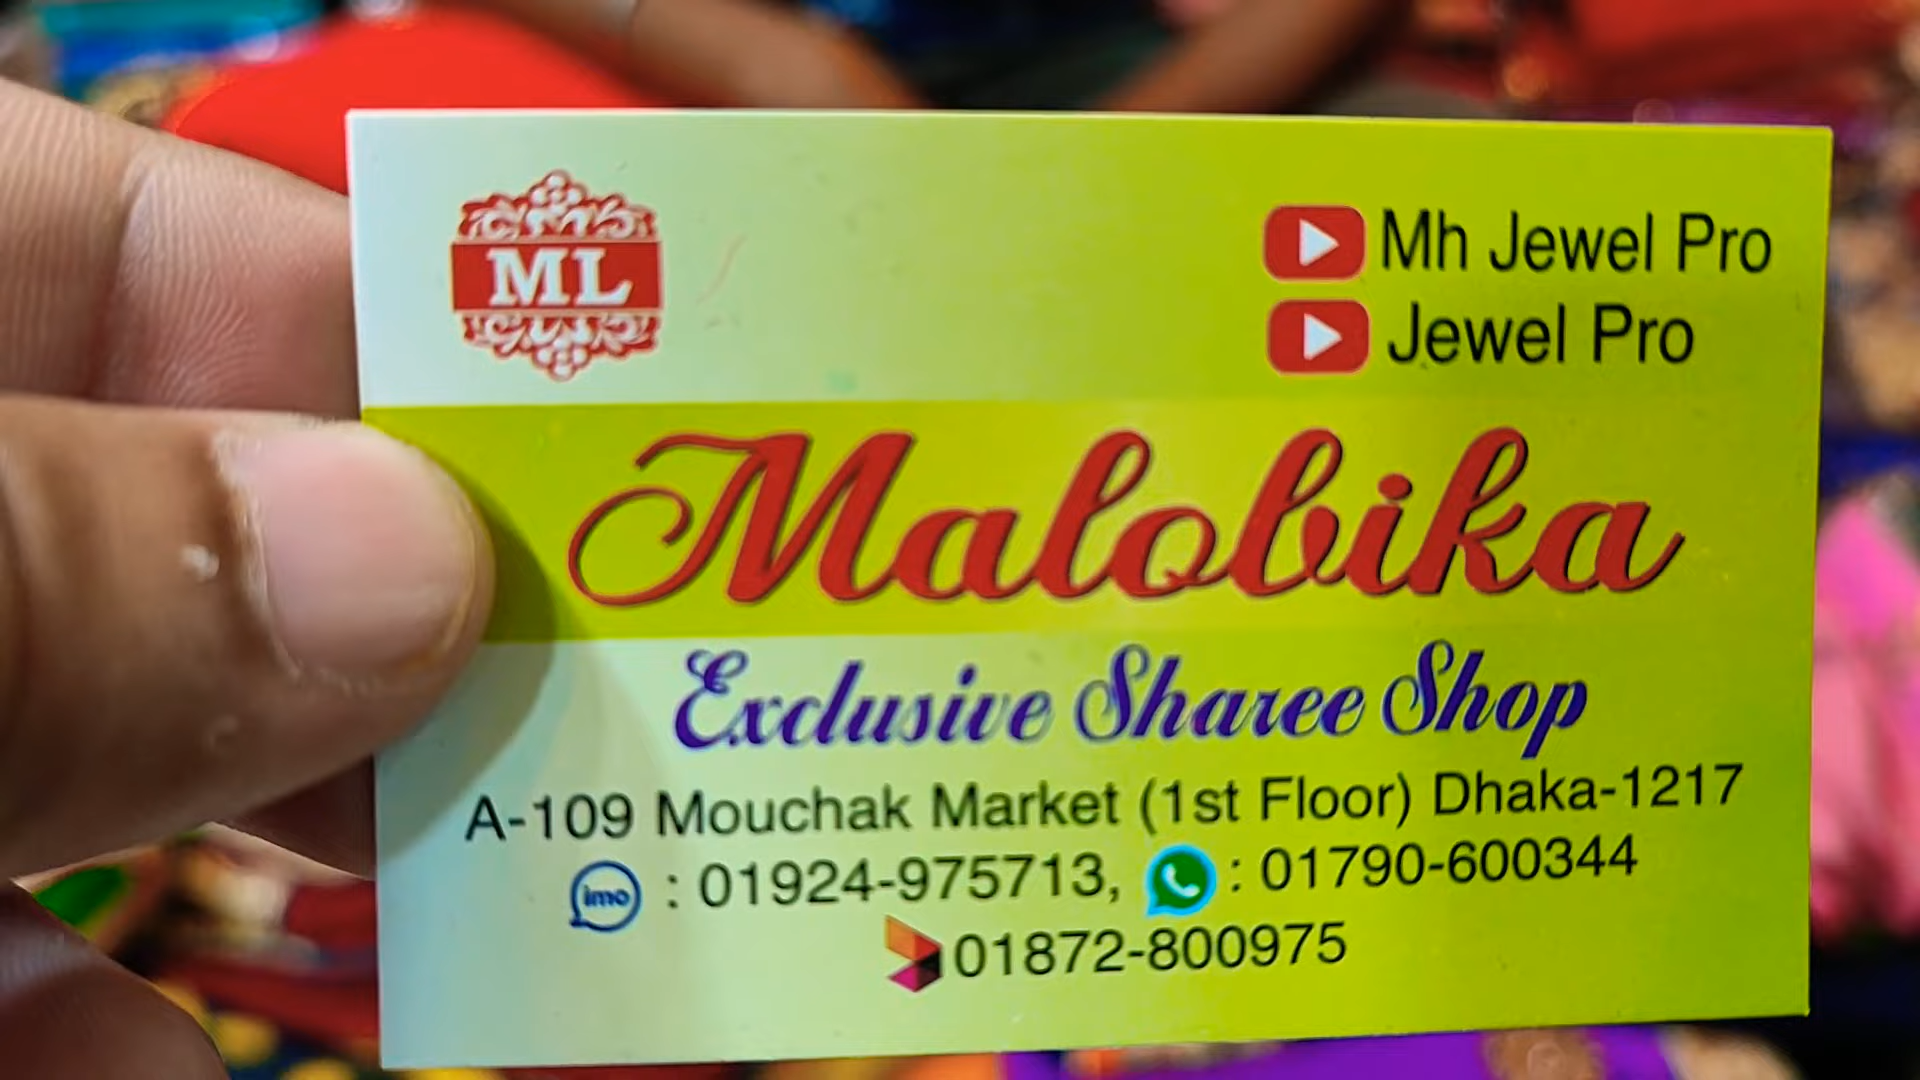 ML
Mh Jewel Pro
Jewel Pro
Malobika
Exclusive Sharee Shop
A-109 Mouchak Market (1st Floor) Dhaka-1217
imo : 01924-975713, : 01790-600344
01872-800975